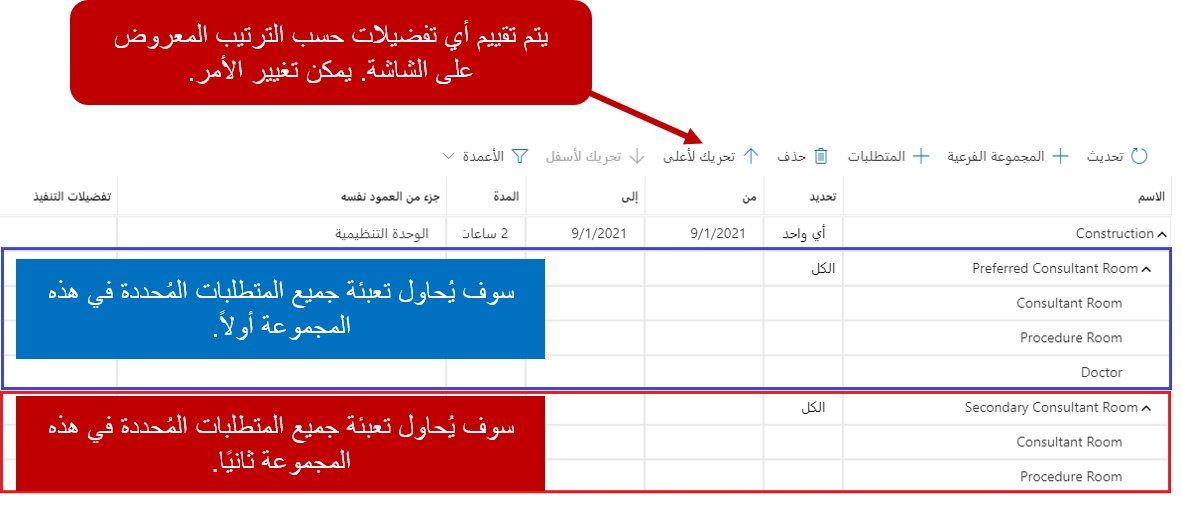 يتم تقييم أي تفضيلات حسب الترتيب المعروض
على الشاشة. يمكن تغيير الأمر.
تحديث المجموعة الفرعية المتطلبات حذف تحريك لأعلى تحريك لأسفل الأعمدة
الاسم تحديد من إلى المدة جزء من العمود نفسه تفضيلات التنفيذ
Construction أي واحد 9/1/2021 9/1/2021 2 ساعات الوحدة التنظيمية
Preferred Consultant Room الكل
Consultant Room
Procedure Room
Doctor
سوف يُحاول تعبئة جميع المتطلبات المُحددة في هذه
المجموعة أولاً.
Secondary Consultant Room الكل
Consultant Room
Procedure Room
سوف يُحاول تعبئة جميع المتطلبات المُحددة في هذه
المجموعة ثانيًا.